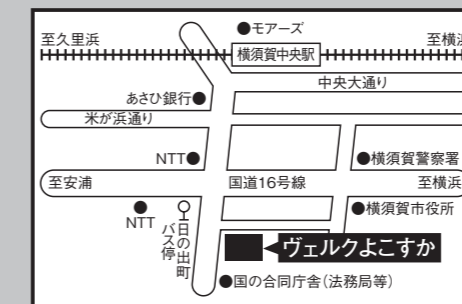 ●モアーズ
至久里浜
至横浜
横須賀中央駅
中央大通り
あさひ銀行●
米が浜通り
NTT●
●横須賀警察署
至安浦
国道16号線
至横浜
●
NTT
日の出町
バス停
●横須賀市役所
ヴェルクよこすか
●国の合同庁舎(法務局等)